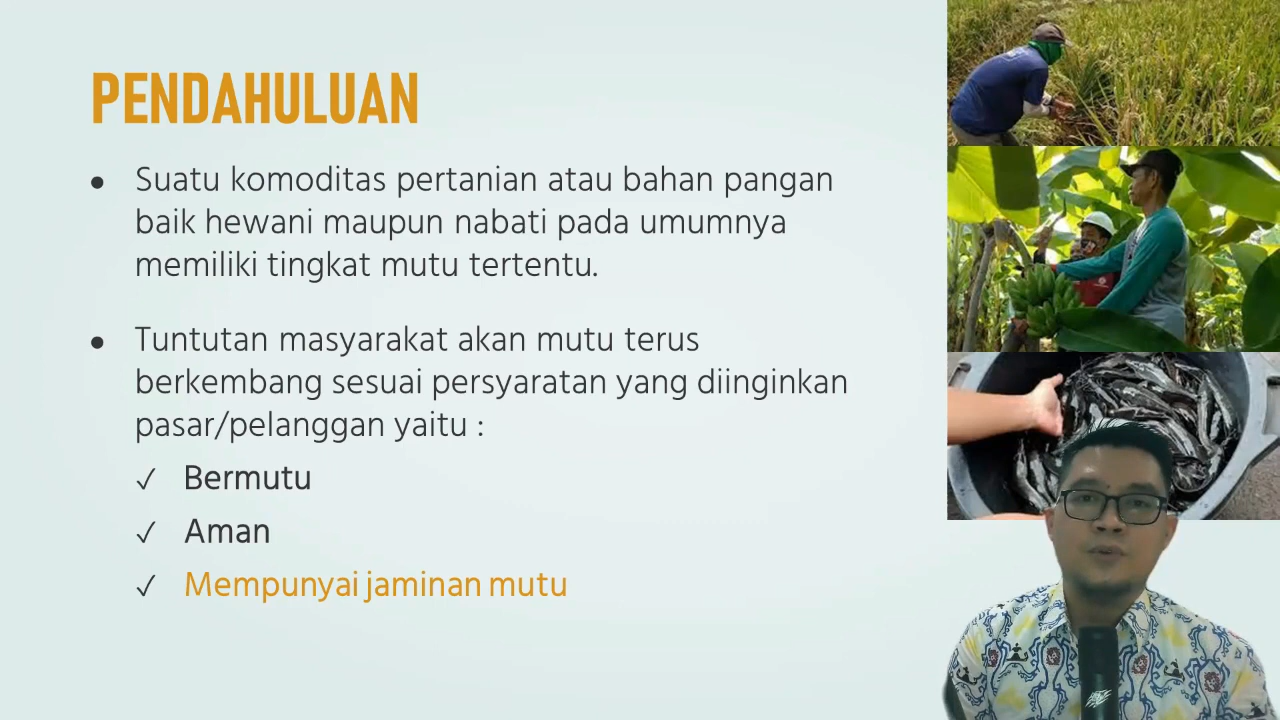 PENDAHULUAN
• Suatu komoditas pertanian atau bahan pangan
baik hewani maupun nabati pada umumnya
memiliki tingkat mutu tertentu.
• Tuntutan masyarakat akan mutu terus
berkembang sesuai persyaratan yang diinginkan
pasar/pelanggan yaitu :
✓ Bermutu
✓ Aman
✓ Mempunyai jaminan mutu